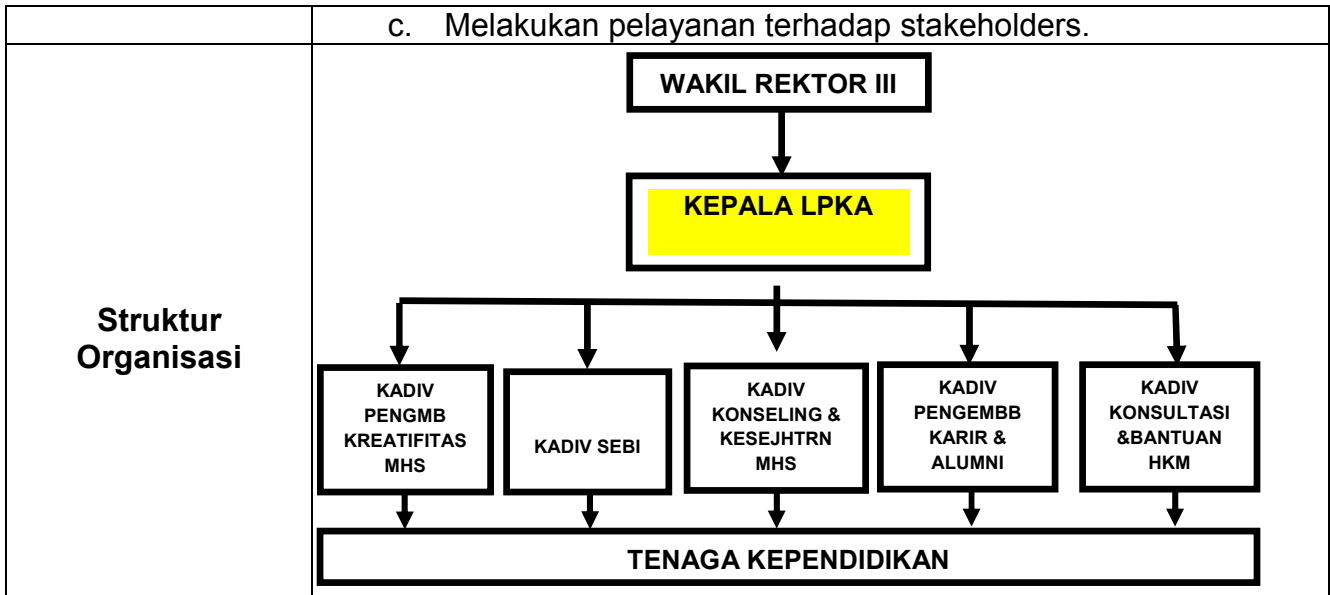 c. Melakukan pelayanan terhadap stakeholders.
Struktur
Organisasi
WAKIL REKTOR III
KEPALA LPKA
KADIV
PENGMB
KREATIFITAS
MHS
KADIV SEBI
KADIV
KONSELING &
KESEJHTRN
MHS
KADIV
PENGEMBB
KARIR &
ALUMNI
KADIV
KONSULTASI
&BANTUAN
HKM
TENAGA KEPENDIDIKAN